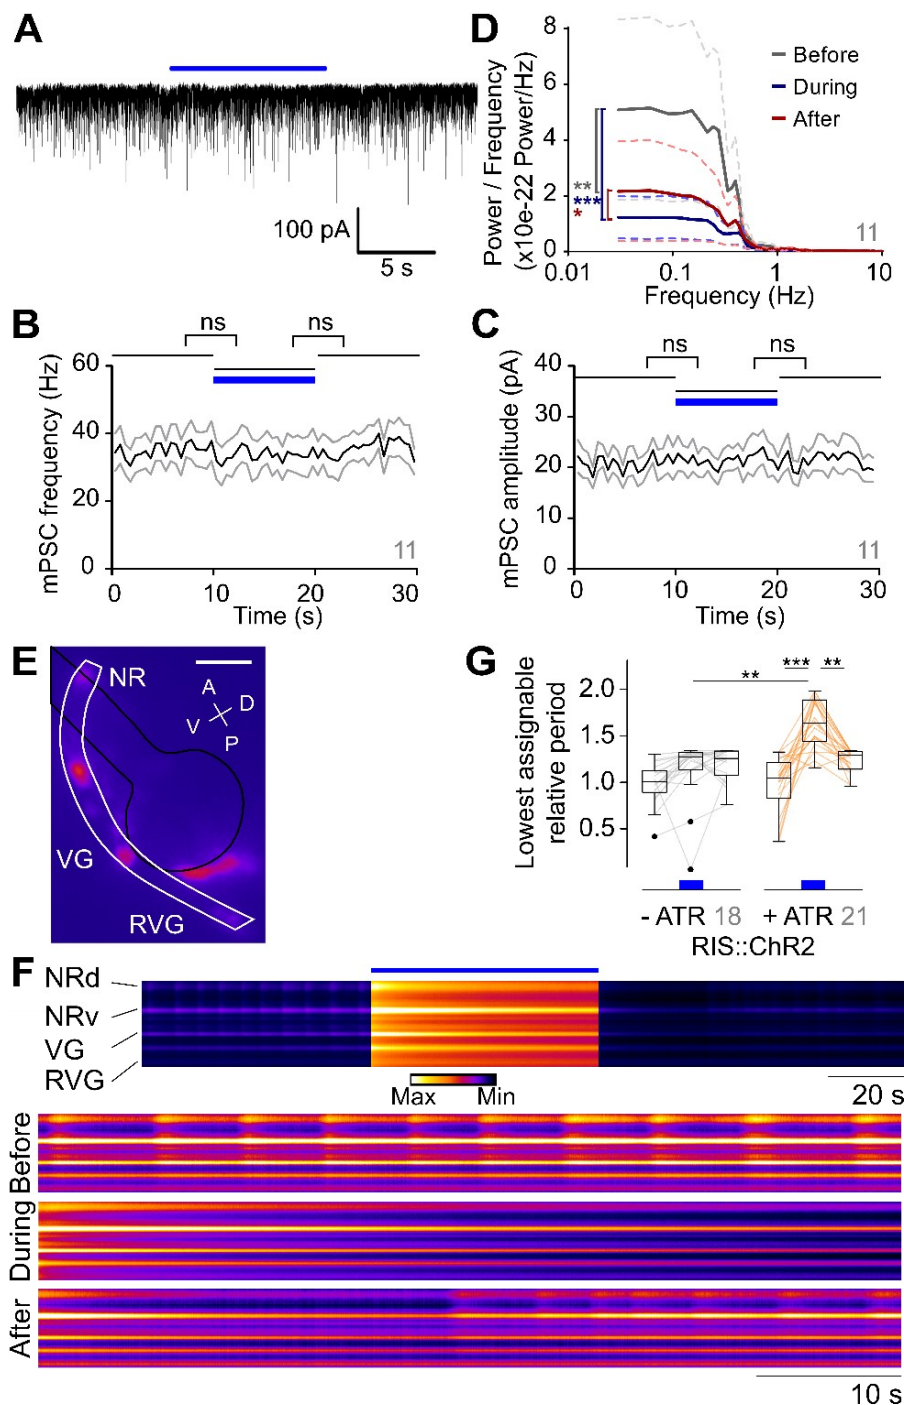 A
100 pA
5 s
D
Power / Frequency
(x10e-22 Power/Hz)
8
6
4
2
0
Before
During
After
**
***
*
11
0.01
0.1
1
10
Frequency (Hz)
B
ns
ns
mPSC frequency
(Hz)
60
40
20
0
11
0
10
20
30
Time (s)
C
ns
ns
mPSC amplitude (pA)
40
30
20
10
0
11
0
10
20
30
Time (s)
E
NR
A
D
V
P
VG
RVG
G
Lowest assignable
relative period
2.0
1.5
1.0
0.5
**
***
**
- ATR 18
+ ATR 21
RIS::ChR2
F
NRd
NRv
VG
RVG
Max
Min
20 s
Before
During
After
10 s